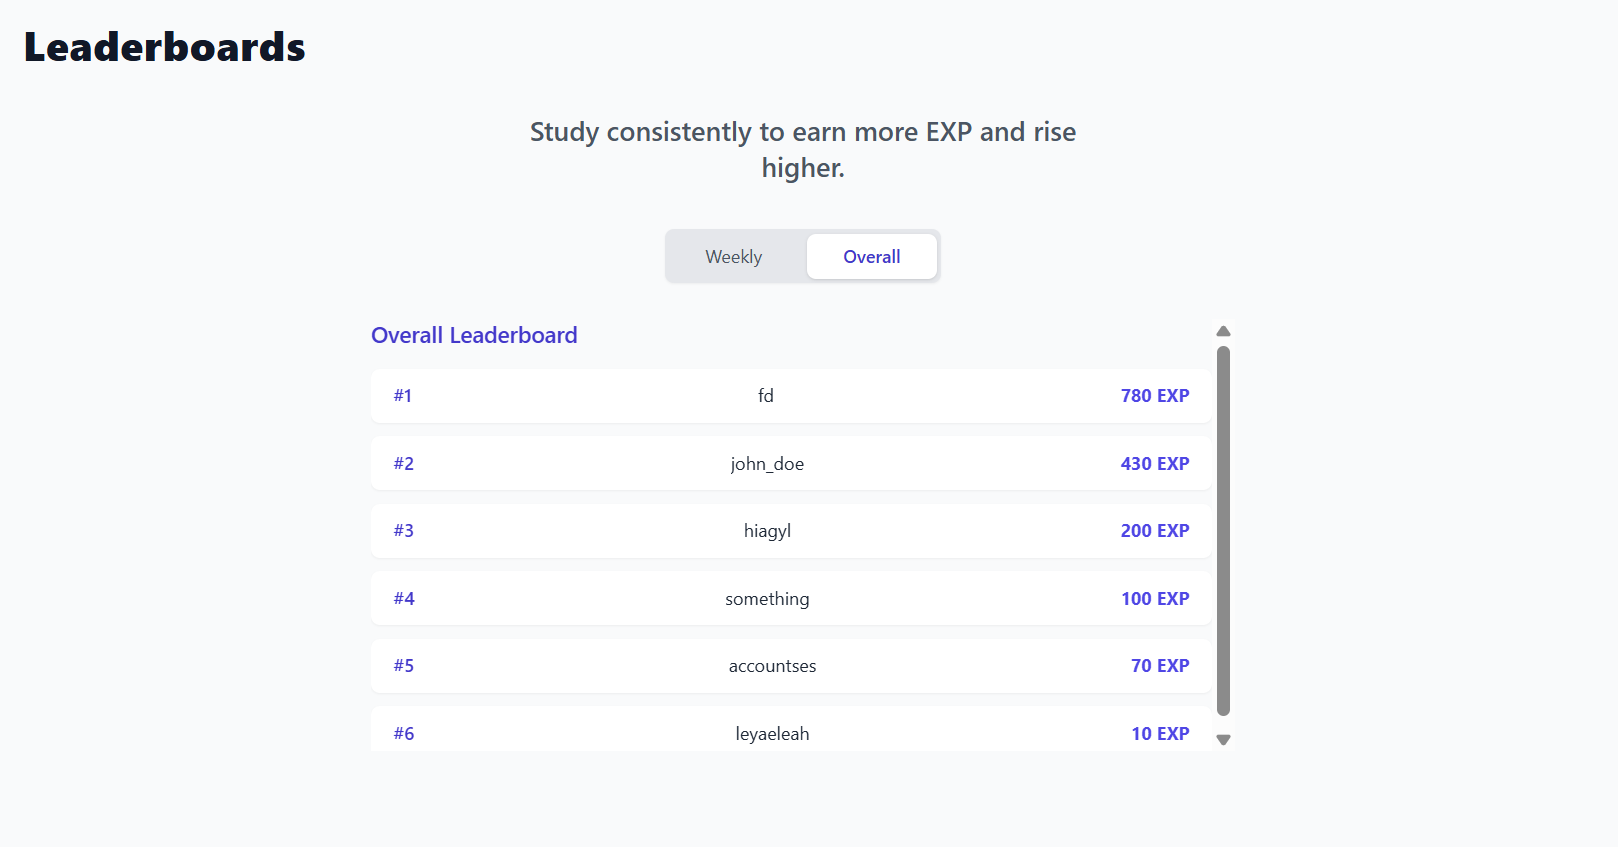 Leaderboards
Study consistently to earn more EXP and rise
higher.
Weekly Overall
Overall Leaderboard
#1 fd 780 EXP
#2 john_doe 430 EXP
#3 hiagyl 200 EXP
#4 something 100 EXP
#5 accountses 70 EXP
#6 leyaeleah 10 EXP